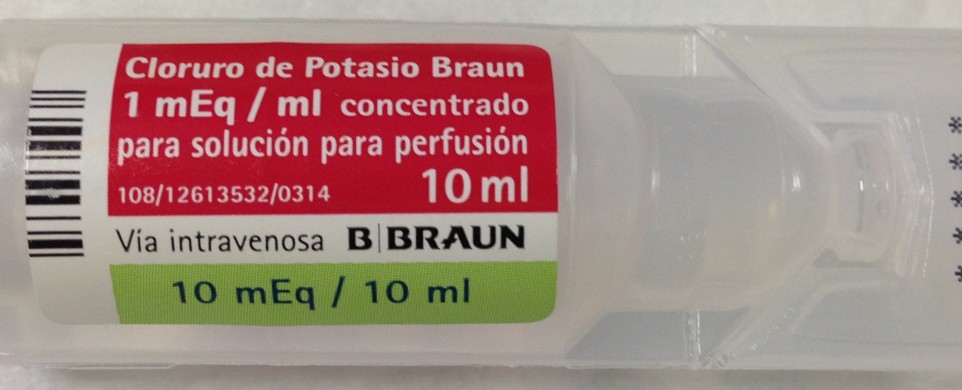 Cloruro de Potasio Braun
1 mEq / ml concentrado
para solución para perfusión
108/12613532/0314 10 ml
Vía intravenosa B|BRAUN
10 mEq / 10 ml
*
*
*
*
*